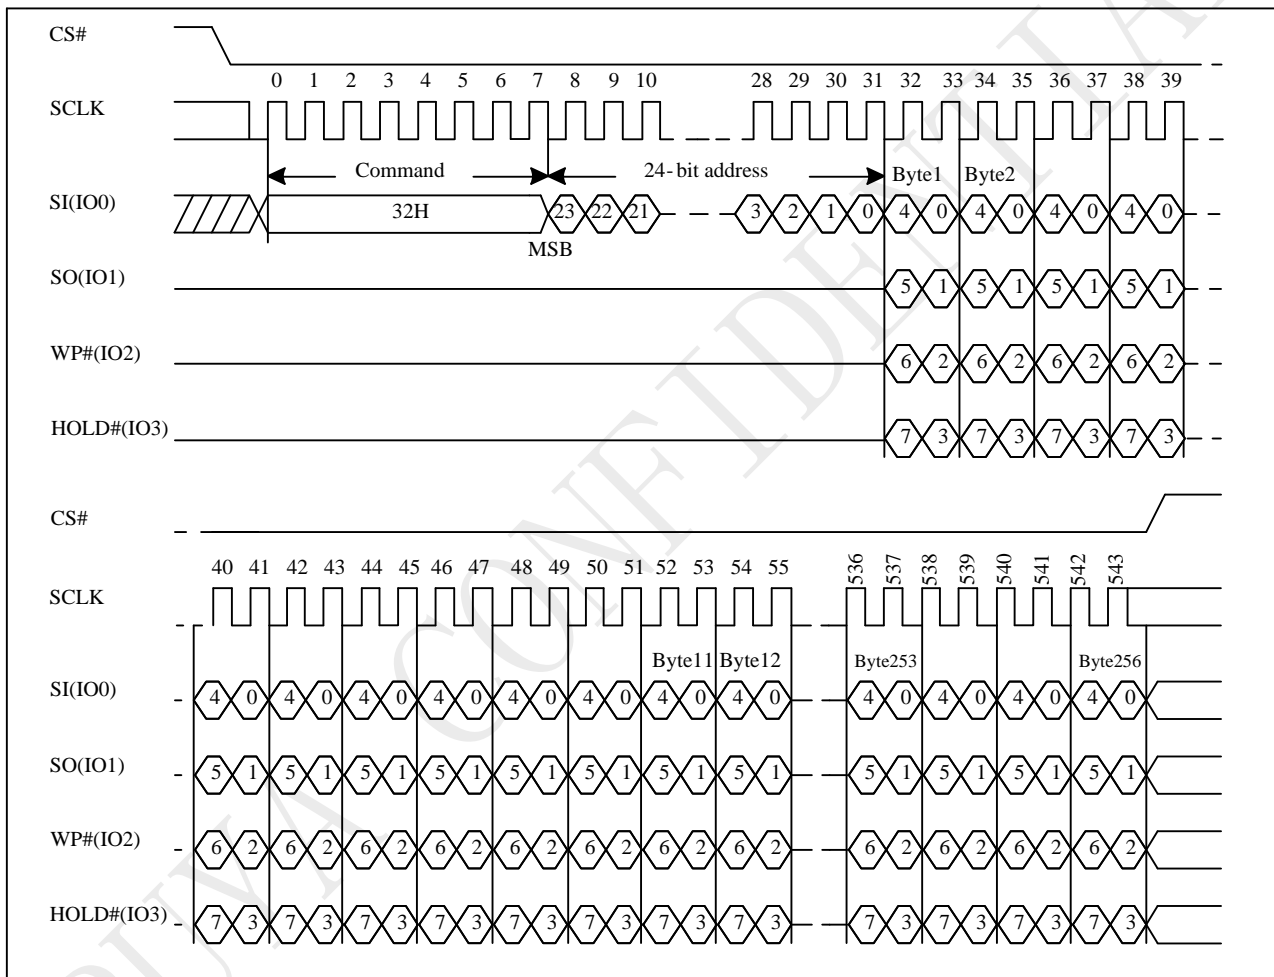 CS#
0 1 2 3 4 5 6 7 8 9 10 28 29 30 31 32 33 34 35 36 37 38 39
SCLK
Command 24-bit address Byte1 Byte2
SI(IO0) 32H 23 22 21 3 2 1 0 4 0 4 0 4 0 4 0
MSB
SO(IO1) 5 1 5 1 5 1 5 1
WP#(IO2) 6 2 6 2 6 2 6 2
HOLD#(IO3) 7 3 7 3 7 3 7 3
CS#
40 41 42 43 44 45 46 47 48 49 50 51 52 53 54 55 536 537 538 539 540 541 542 543
SCLK
Byte11 Byte12 Byte253 Byte256
SI(IO0) 4 0 4 0 4 0 4 0 4 0 4 0 4 0 4 0 4 0 4 0 4 0 4 0
SO(IO1) 5 1 5 1 5 1 5 1 5 1 5 1 5 1 5 1 5 1 5 1 5 1 5 1
WP#(IO2) 6 2 6 2 6 2 6 2 6 2 6 2 6 2 6 2 6 2 6 2 6 2 6 2
HOLD#(IO3) 7 3 7 3 7 3 7 3 7 3 7 3 7 3 7 3 7 3 7 3 7 3 7 3
PUYA CONFIDENTIAL